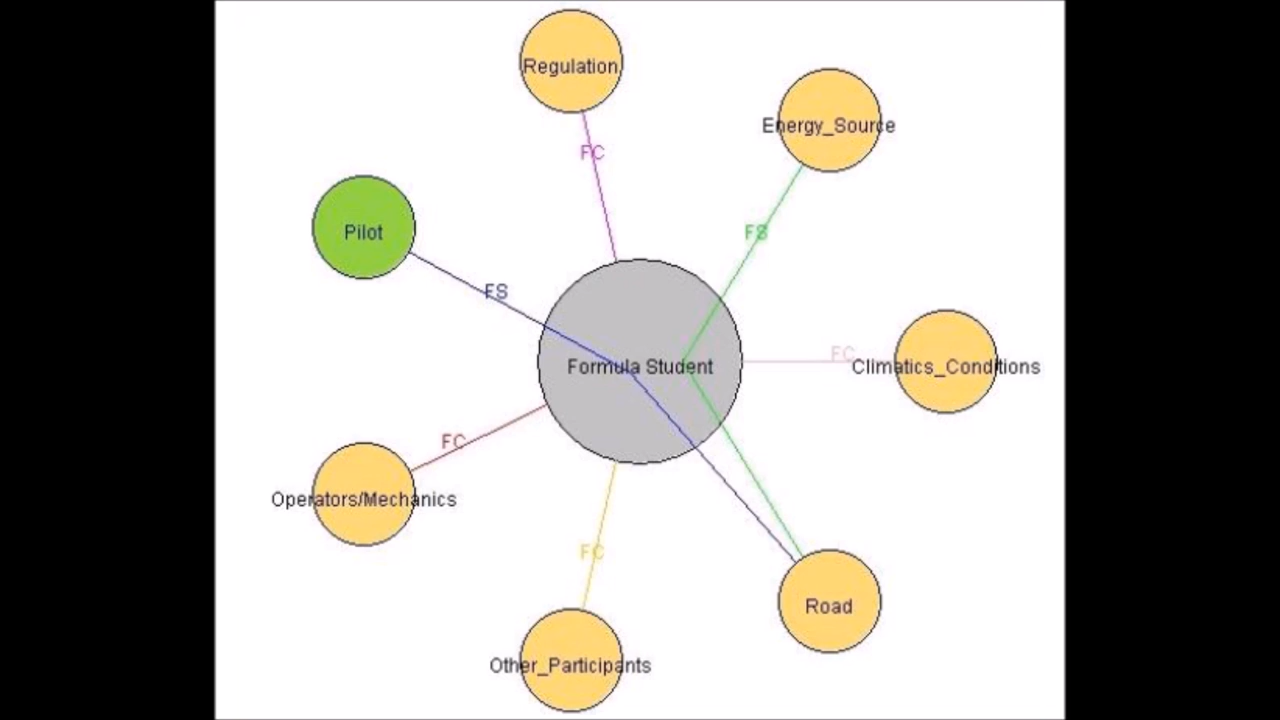 Regulation
Energy_Source
FC
Pilot
FS
FS
Formula Student
FC
Climatics_Conditions
FC
Operators/Mechanics
FC
Road
Other_Participants